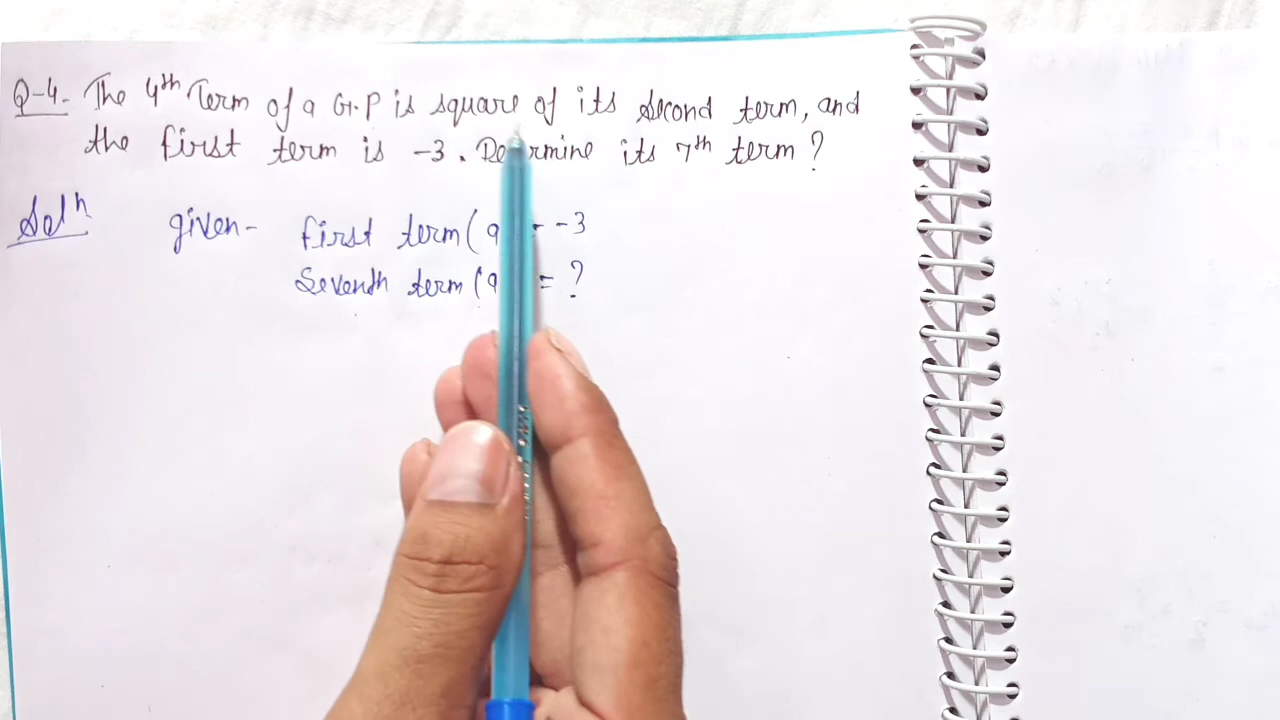 Q-4. The 4th Term of a G.P is square of its second term, and
the first term is -3. Determine its 7th term?
Solⁿ given- first term (a = -3
Seventh term (a = ?